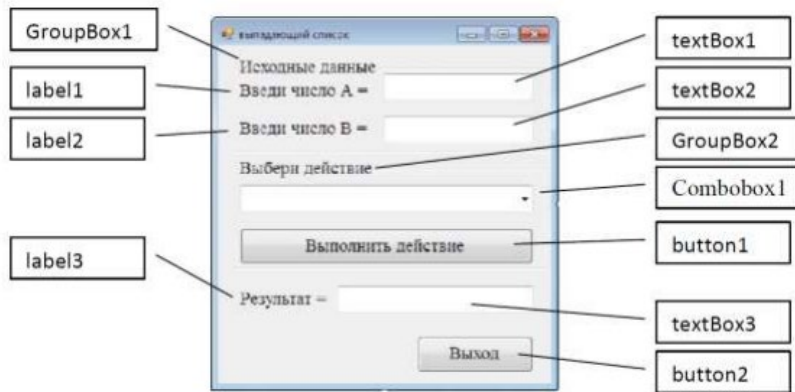 GroupBox1
выпадающий список
textBox1
Исходные данные
label1
Введи число A =
textBox2
label2
Введи число B =
GroupBox2
Выбери действие
Combobox1
Выполнить действие
button1
label3
Результат =
textBox3
Выход
button2